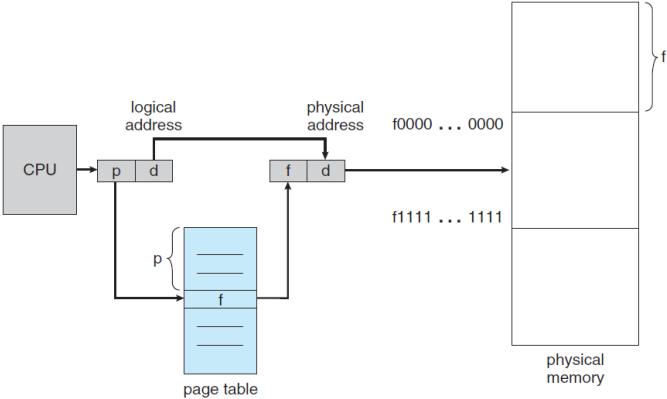 logical
address
physical
address
f0000 ... 0000
f
CPU
p
d
f
d
f1111 ... 1111
p
f
page table
physical
memory